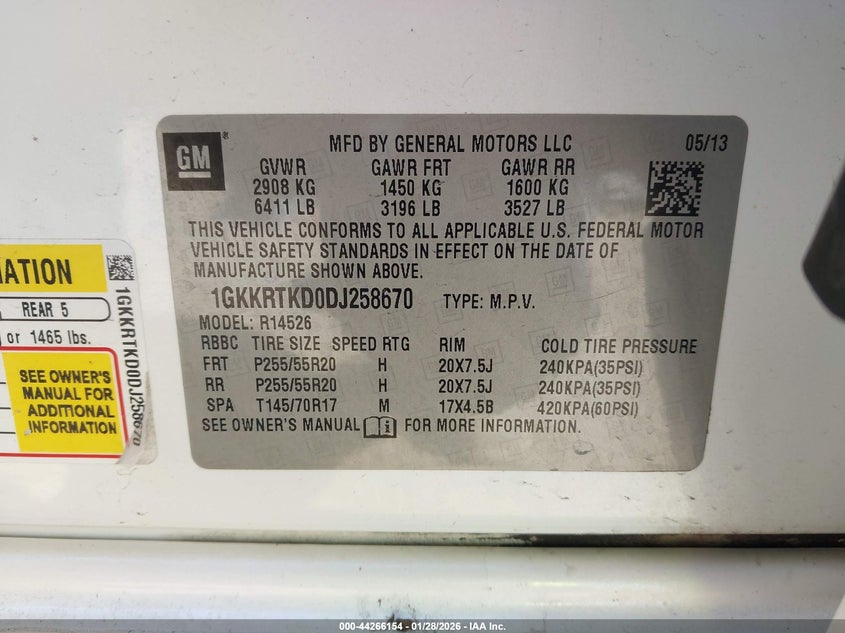 GM
MFD BY GENERAL MOTORS LLC 05/13
GVWR GAWR FRT GAWR RR
2908 KG 1450 KG 1600 KG
6411 LB 3196 LB 3527 LB
THIS VEHICLE CONFORMS TO ALL APPLICABLE U.S. FEDERAL MOTOR
VEHICLE SAFETY STANDARDS IN EFFECT ON THE DATE OF
MANUFACTURE SHOWN ABOVE.
1GKKRTKD0DJ258670 TYPE: M.P.V.
MODEL: R14526
RBBC TIRE SIZE SPEED RTG RIM COLD TIRE PRESSURE
FRT P255/55R20 H 20X7.5J 240KPA(35PSI)
RR P255/55R20 H 20X7.5J 240KPA(35PSI)
SPA T145/70R17 M 17X4.5B 420KPA(60PSI)
SEE OWNER'S MANUAL FOR MORE INFORMATION.
REAR 5
or 1465 lbs.
SEE OWNER'S
MANUAL FOR
ADDITIONAL
INFORMATION
1GKKRTKD0DJ258670
000-44266154 | 01/28/2026 - IAA Inc.